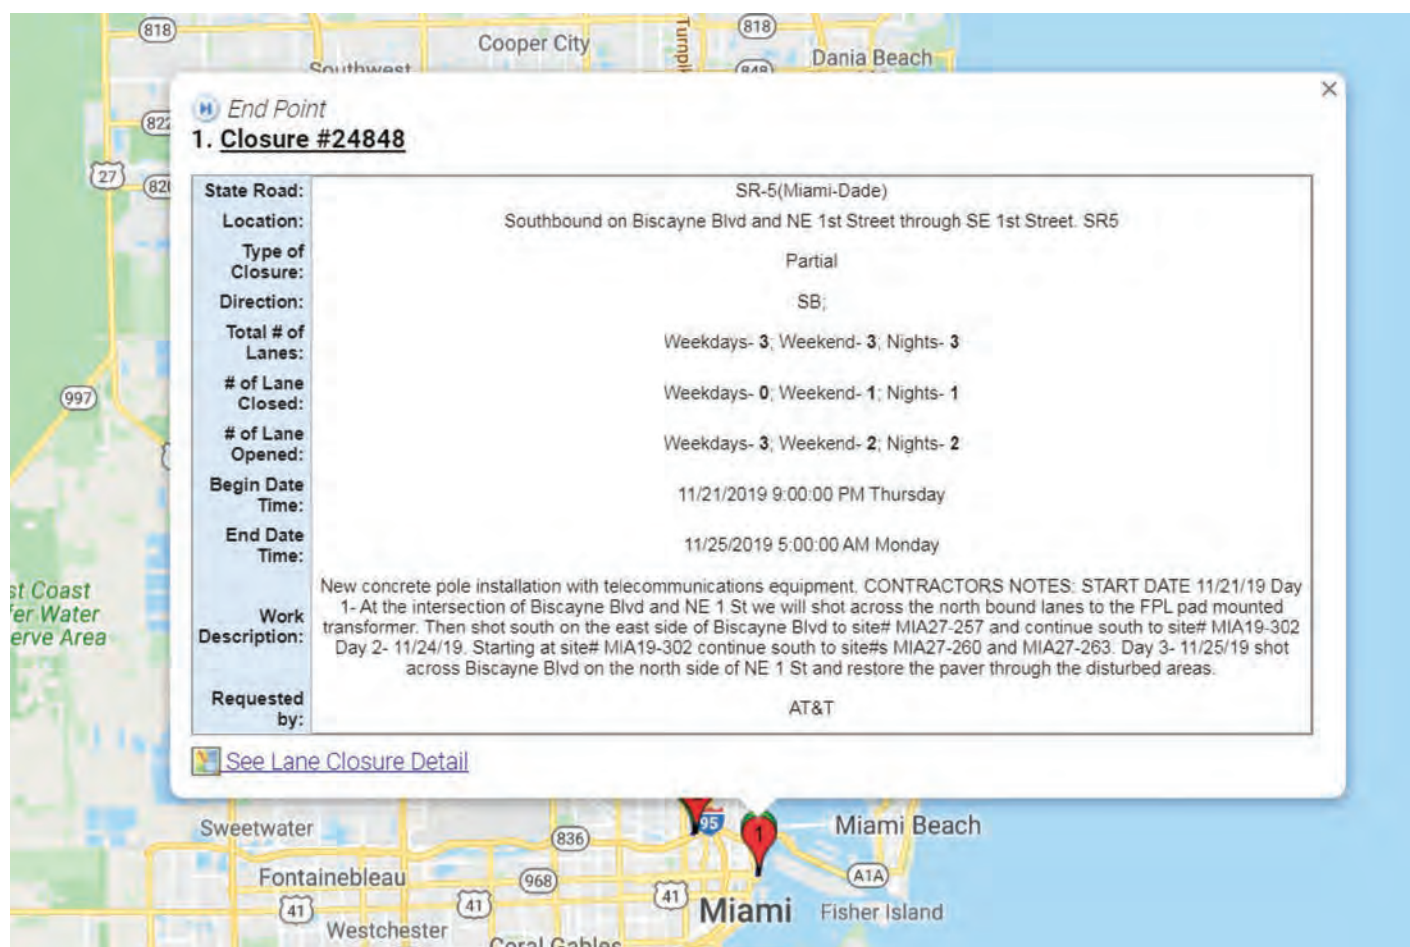 818
818
Cooper City
Turnpi
Dania Beach
Southwest
848
End Point
822
1. Closure #24848
27
820
State Road: SR-5(Miami-Dade)
Location: Southbound on Biscayne Blvd and NE 1st Street through SE 1st Street. SR5
Type of
Closure: Partial
Direction: SB;
Total # of
Lanes: Weekdays- 3; Weekend- 3; Nights- 3
# of Lane
Closed: Weekdays- 0; Weekend- 1; Nights- 1
997
# of Lane
Opened: Weekdays- 3; Weekend- 2; Nights- 2
Begin Date
Time: 11/21/2019 9:00:00 PM Thursday
End Date
Time: 11/25/2019 5:00:00 AM Monday
st Coast
fer Water
erve Area
Work
Description:
New concrete pole installation with telecommunications equipment. CONTRACTORS NOTES: START DATE 11/21/19 Day
1- At the intersection of Biscayne Blvd and NE 1 St we will shot across the north bound lanes to the FPL pad mounted
transformer. Then shot south on the east side of Biscayne Blvd to site# MIA27-257 and continue south to site# MIA19-302
Day 2- 11/24/19. Starting at site# MIA19-302 continue south to site#s MIA27-260 and MIA27-263. Day 3- 11/25/19 shot
across Biscayne Blvd on the north side of NE 1 St and restore the paver through the disturbed areas.
Requested
by: AT&T
See Lane Closure Detail
Sweetwater
836
95
1
Miami Beach
Fontainebleau
968
A1A
41
41
41
Miami
Fisher Island
Westchester
Coral Gables